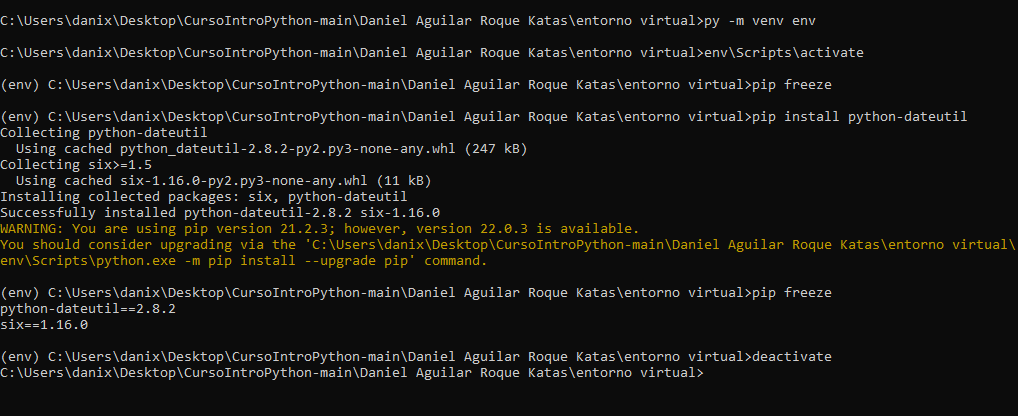 C:\Users\danix\Desktop\CursoIntroPython-main\Daniel Aguilar Roque Katas\entorno virtual>py -m venv env
C:\Users\danix\Desktop\CursoIntroPython-main\Daniel Aguilar Roque Katas\entorno virtual>env\Scripts\activate
(env) C:\Users\danix\Desktop\CursoIntroPython-main\Daniel Aguilar Roque Katas\entorno virtual>pip freeze
(env) C:\Users\danix\Desktop\CursoIntroPython-main\Daniel Aguilar Roque Katas\entorno virtual>pip install python-dateutil
Collecting python-dateutil
  Using cached python_dateutil-2.8.2-py2.py3-none-any.whl (247 kB)
Collecting six>=1.5
  Using cached six-1.16.0-py2.py3-none-any.whl (11 kB)
Installing collected packages: six, python-dateutil
Successfully installed python-dateutil-2.8.2 six-1.16.0
WARNING: You are using pip version 21.2.3; however, version 22.0.3 is available.
You should consider upgrading via the 'C:\Users\danix\Desktop\CursoIntroPython-main\Daniel Aguilar Roque Katas\entorno virtual\
env\Scripts\python.exe -m pip install --upgrade pip' command.
(env) C:\Users\danix\Desktop\CursoIntroPython-main\Daniel Aguilar Roque Katas\entorno virtual>pip freeze
python-dateutil==2.8.2
six==1.16.0
(env) C:\Users\danix\Desktop\CursoIntroPython-main\Daniel Aguilar Roque Katas\entorno virtual>deactivate
C:\Users\danix\Desktop\CursoIntroPython-main\Daniel Aguilar Roque Katas\entorno virtual>